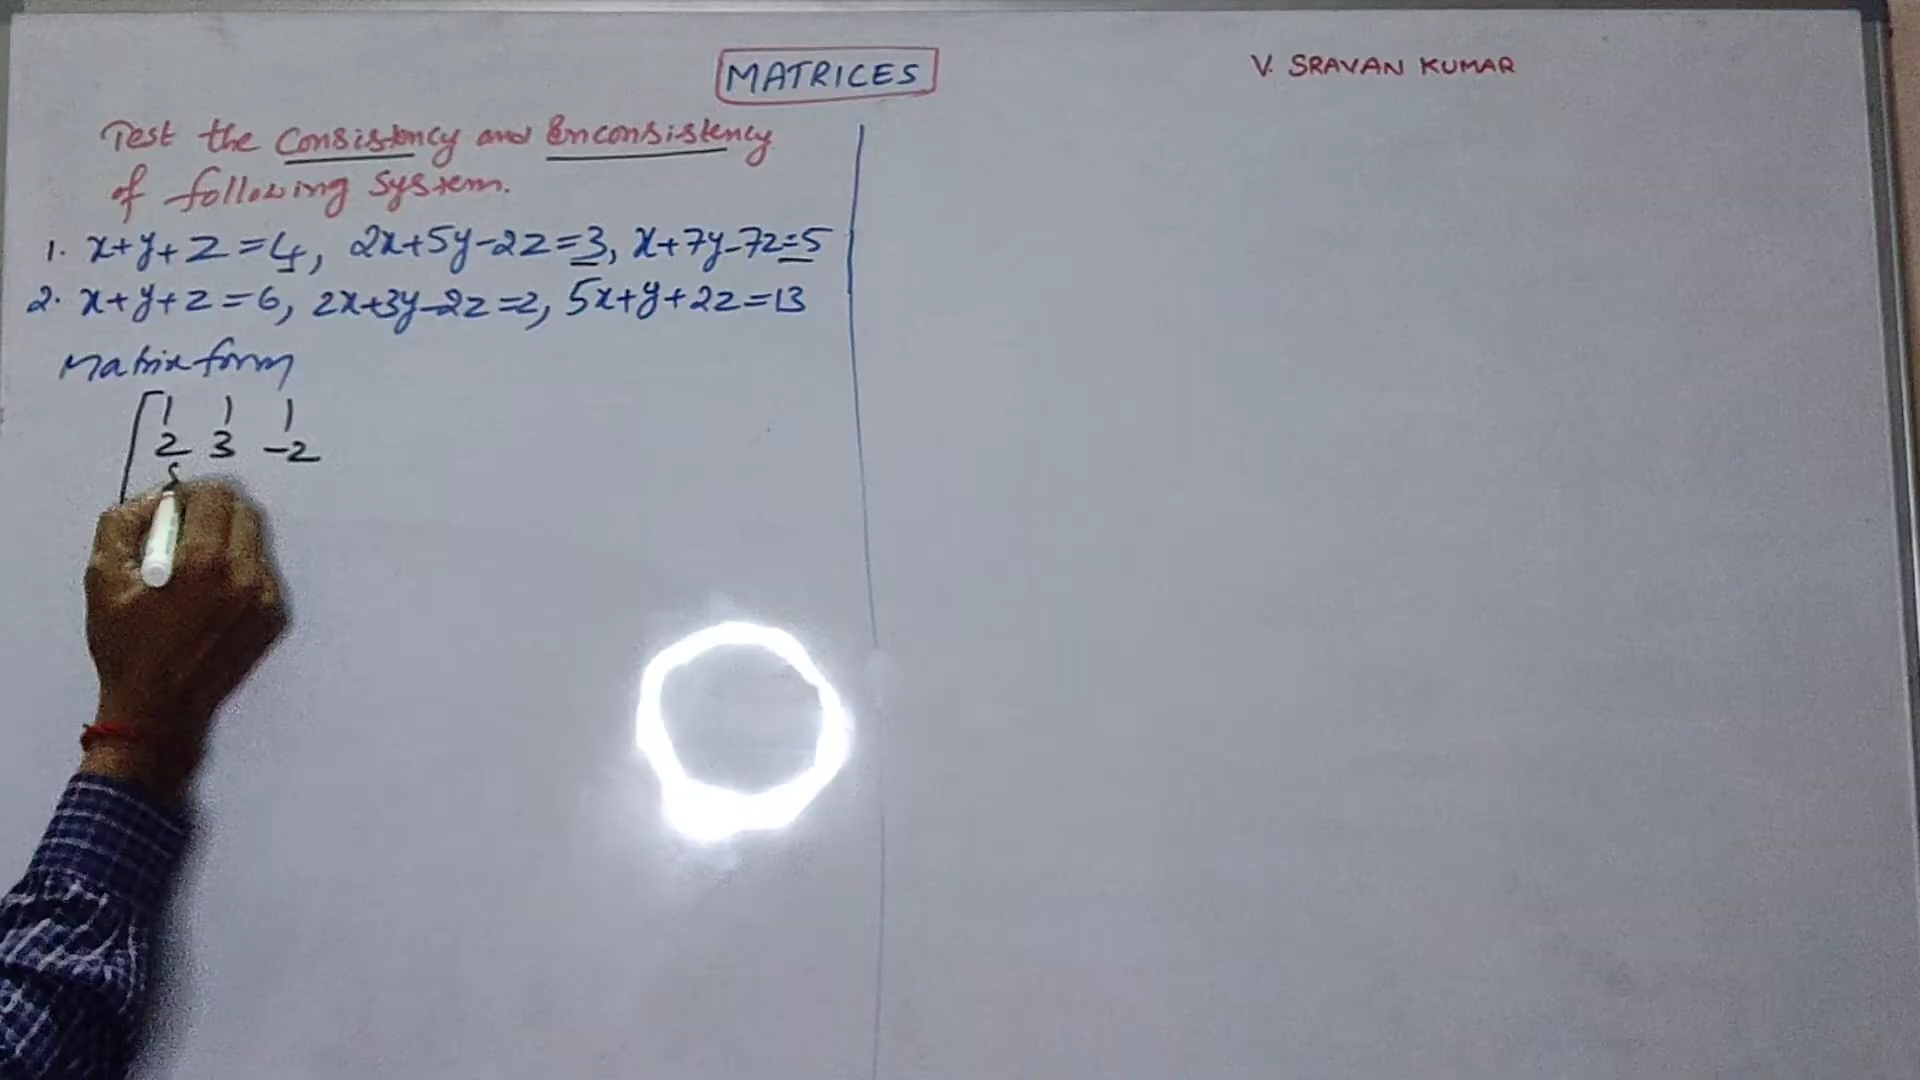 MATRICES
V. SRAVAN KUMAR
Test the Consistency and Inconsistency
of following System.
1. x+y+z=4, 2x+5y-2z=3, x+7y-7z=5
2. x+y+z=6, 2x+3y-2z=2, 5x+y+2z=13
Matrix form
1 1 1
2 3 -2
5